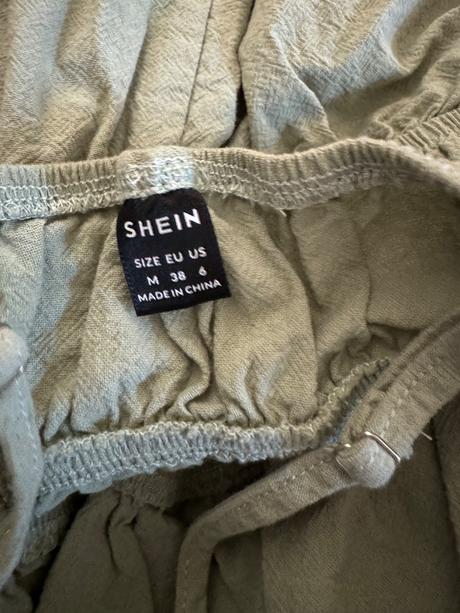 SHEIN
SIZE EU US
M 38 6
MADE IN CHINA